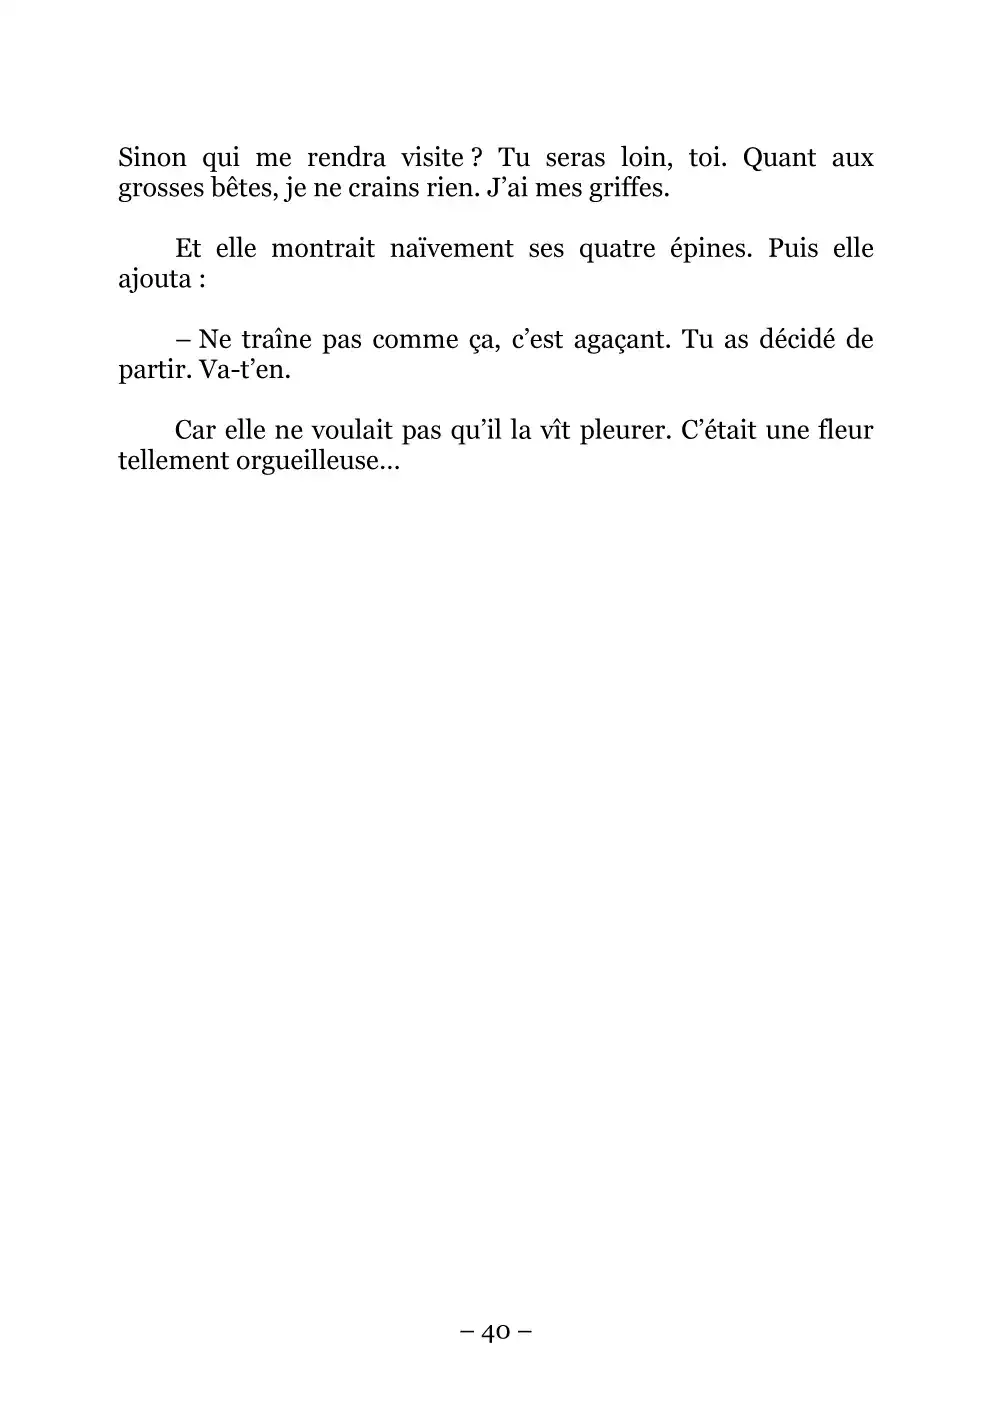 Sinon qui me rendra visite ? Tu seras loin, toi. Quant aux
grosses bêtes, je ne crains rien. J’ai mes griffes.
Et elle montrait naïvement ses quatre épines. Puis elle
ajouta :
– Ne traîne pas comme ça, c’est agaçant. Tu as décidé de
partir. Va-t’en.
Car elle ne voulait pas qu’il la vît pleurer. C’était une fleur
tellement orgueilleuse…
– 40 –